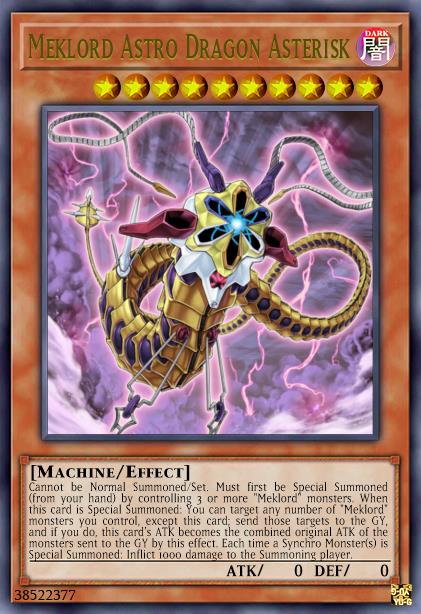 MEKLORD ASTRO DRAGON ASTERISK
DARK
闇
[MACHINE/EFFECT]
Cannot be Normal Summoned/Set. Must first be Special Summoned
(from your hand) by controlling 3 or more "Meklord" monsters. When
this card is Special Summoned: You can target any number of "Meklord"
monsters you control, except this card; send those targets to the GY,
and if you do, this card's ATK becomes the combined original ATK of the
monsters sent to the GY by this effect. Each time a Synchro Monster(s) is
Special Summoned: Inflict 1000 damage to the Summoning player.
ATK/ 0 DEF/ 0
38522377